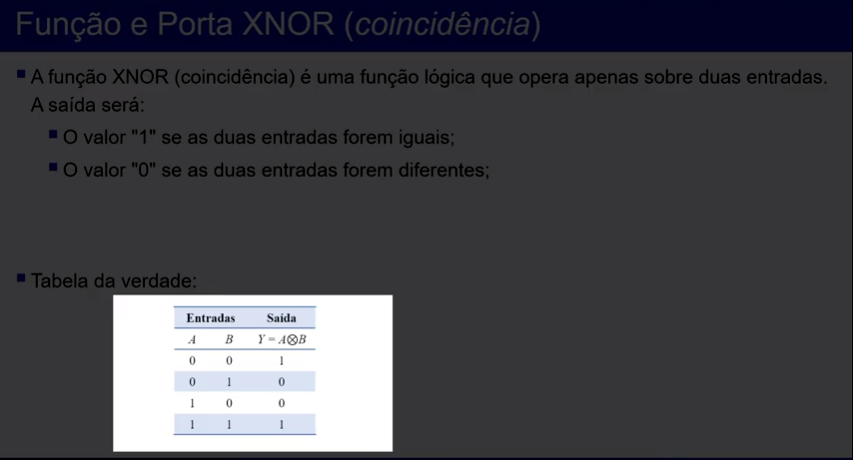 Função e Porta XNOR (coincidência)
A função XNOR (coincidência) é uma função lógica que opera apenas sobre duas entradas.
A saída será:
O valor "1" se as duas entradas forem iguais;
O valor "0" se as duas entradas forem diferentes;
Tabela da verdade:
Entradas Saída
A B Y = A⊗B
0 0 1
0 1 0
1 0 0
1 1 1